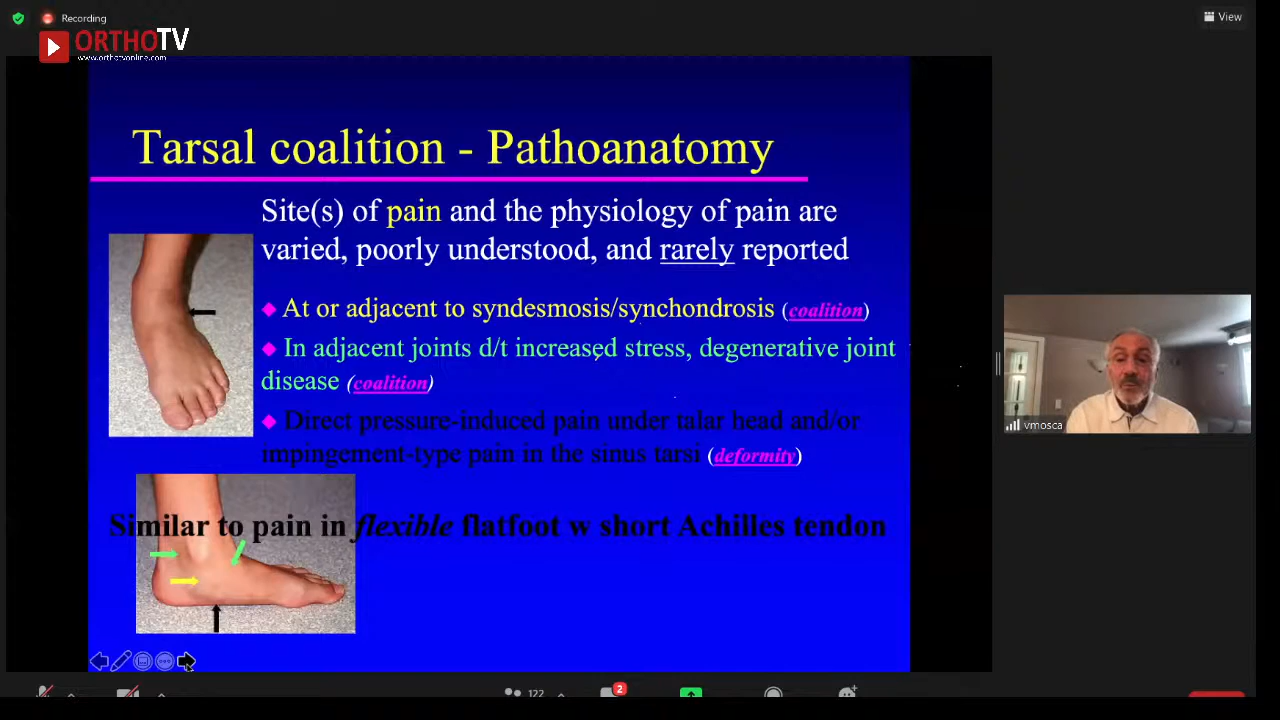 Recording
View
ORTHOTV
www.orthotvonline.com
Tarsal coalition - Pathoanatomy
Site(s) of pain and the physiology of pain are
varied, poorly understood, and rarely reported
At or adjacent to syndesmosis/synchondrosis (coalition)
In adjacent joints d/t increased stress, degenerative joint
disease (coalition)
Direct pressure-induced pain under talar head and/or
impingement-type pain in the sinus tarsi (deformity)
Similar to pain in flexible flatfoot w short Achilles tendon
vmosca
122
2